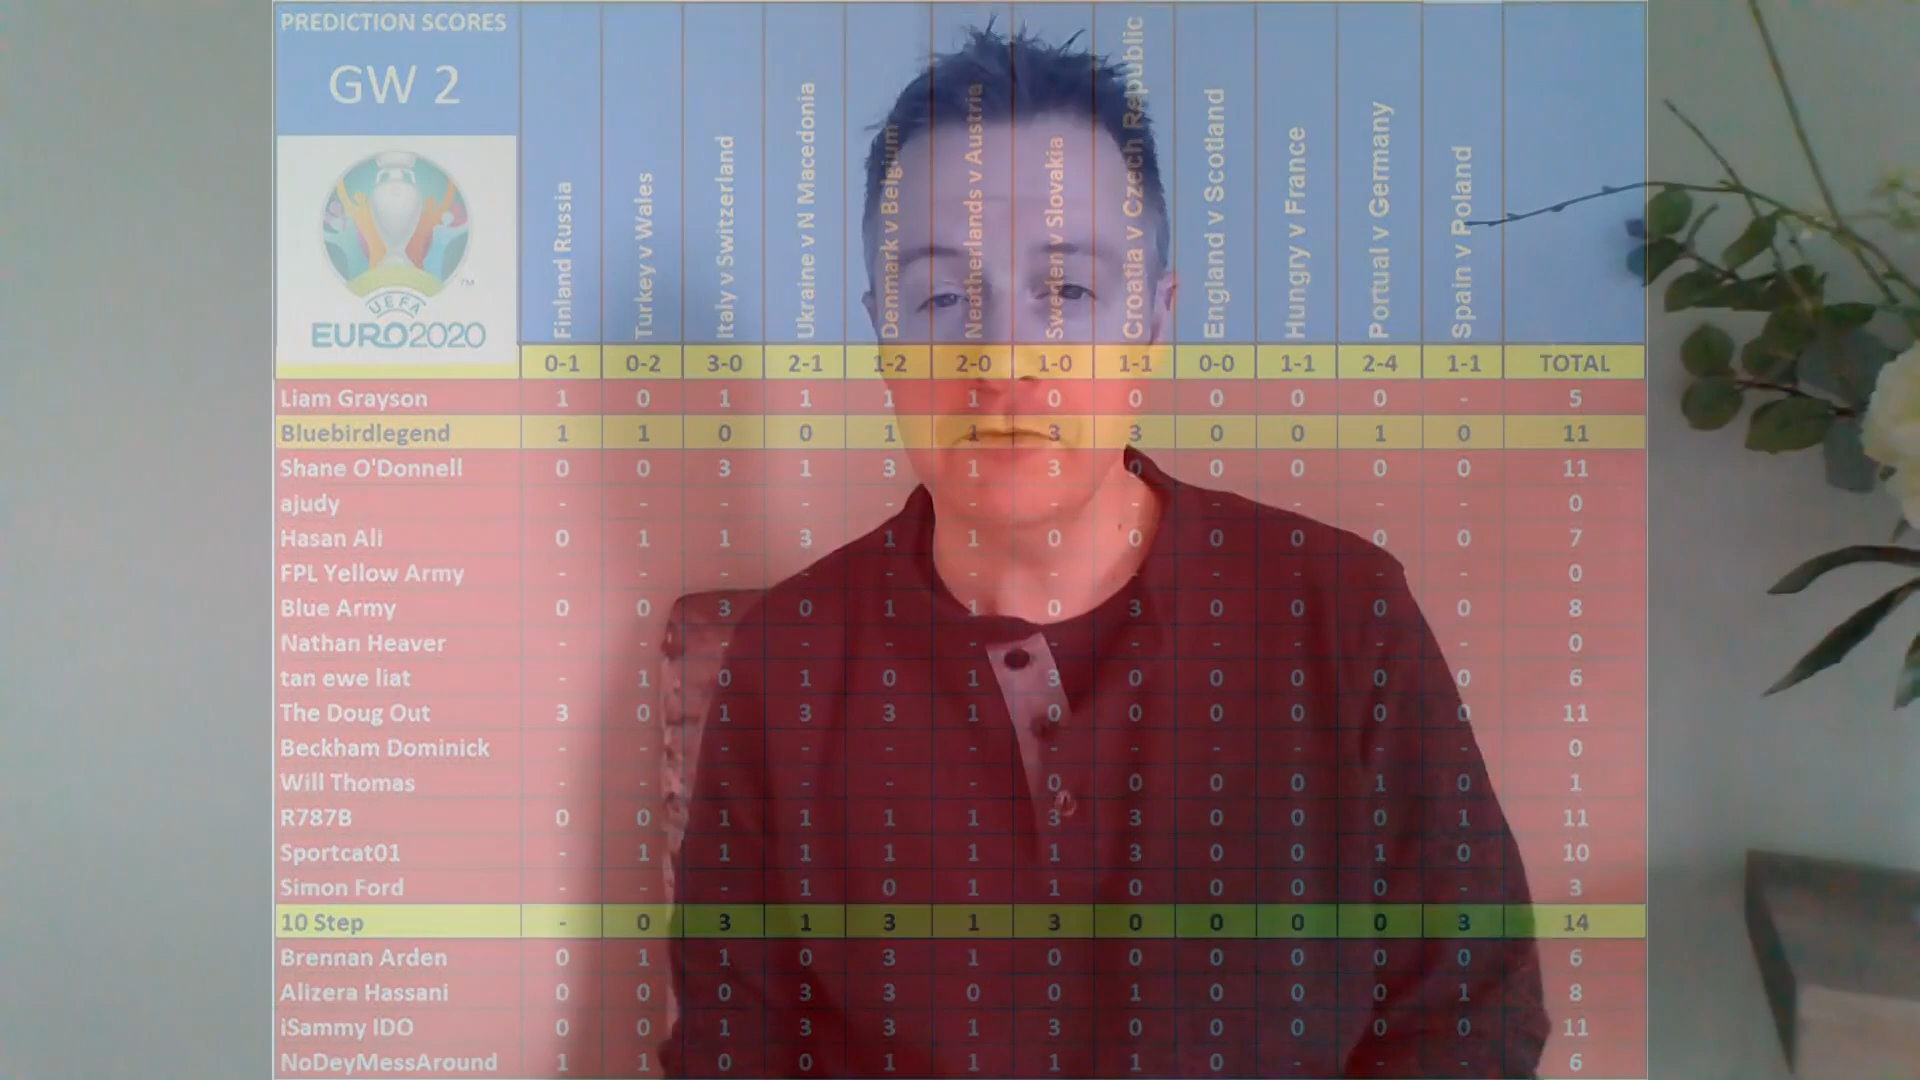 PREDICTION SCORES
GW 2
UEFA
EURO2020
TM
Finland Russia
Turkey v Wales
Italy v Switzerland
Ukraine v N Macedonia
Denmark v Belgium
Neatherlands v Austria
Sweden v Slovakia
Croatia v Czech Republic
England v Scotland
Hungry v France
Portual v Germany
Spain v Poland
0-1 0-2 3-0 2-1 1-2 2-0 1-0 1-1 0-0 1-1 2-4 1-1 TOTAL
Liam Grayson 1 0 1 1 1 1 0 0 0 0 0 - 5
Bluebirdlegend 1 1 0 0 1 1 3 3 0 0 1 0 11
Shane O'Donnell 0 0 3 1 3 1 3 0 0 0 0 0 11
ajudy - - - - - - - - - - - - 0
Hasan Ali 0 1 1 3 1 1 0 0 0 0 0 0 7
FPL Yellow Army - - - - - - - - - - - - 0
Blue Army 0 0 3 0 1 1 0 3 0 0 0 0 8
Nathan Heaver - - - - - - - - - - - - 0
tan ewe liat - 1 0 1 0 1 3 0 0 0 0 0 6
The Doug Out 3 0 1 3 3 1 0 0 0 0 0 0 11
Beckham Dominick - - - - - - - - - - - - 0
Will Thomas - - - - - - 0 0 0 0 1 0 1
R787B 0 0 1 1 1 1 3 3 0 0 0 1 11
Sportcat01 - 1 1 1 1 1 1 3 0 0 1 0 10
Simon Ford - - - 1 0 1 1 0 0 0 0 - 3
10 Step - 0 3 1 3 1 3 0 0 0 0 3 14
Brennan Arden 0 1 1 0 3 1 0 0 0 0 0 0 6
Alizera Hassani 0 0 0 3 3 0 0 1 0 0 0 1 8
iSammy IDO 0 0 1 3 3 1 3 0 0 0 0 0 11
NoDeyMessAround 1 1 0 0 1 1 1 1 0 - - - 6